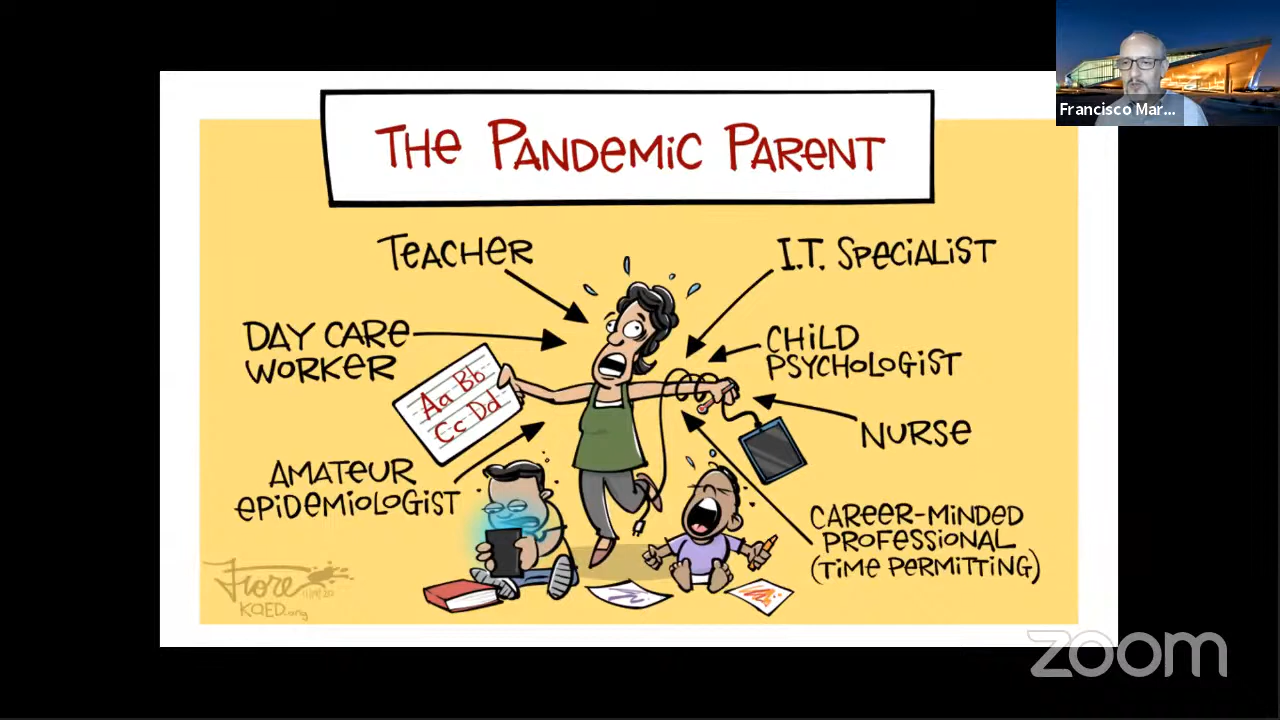 Francisco Mar...
THE PANDEMIC PARENT
TEACHER
I.T. SPECIALIST
DAY CARE
WORKER
CHILD
PSYCHOLOGIST
Aa Bb
Cc Dd
NURSE
AMATEUR
EPIDEMIOLOGIST
CAREER-MINDED
PROFESSIONAL
(TIME PERMITTING)
Fiore
KQED.org
zoom